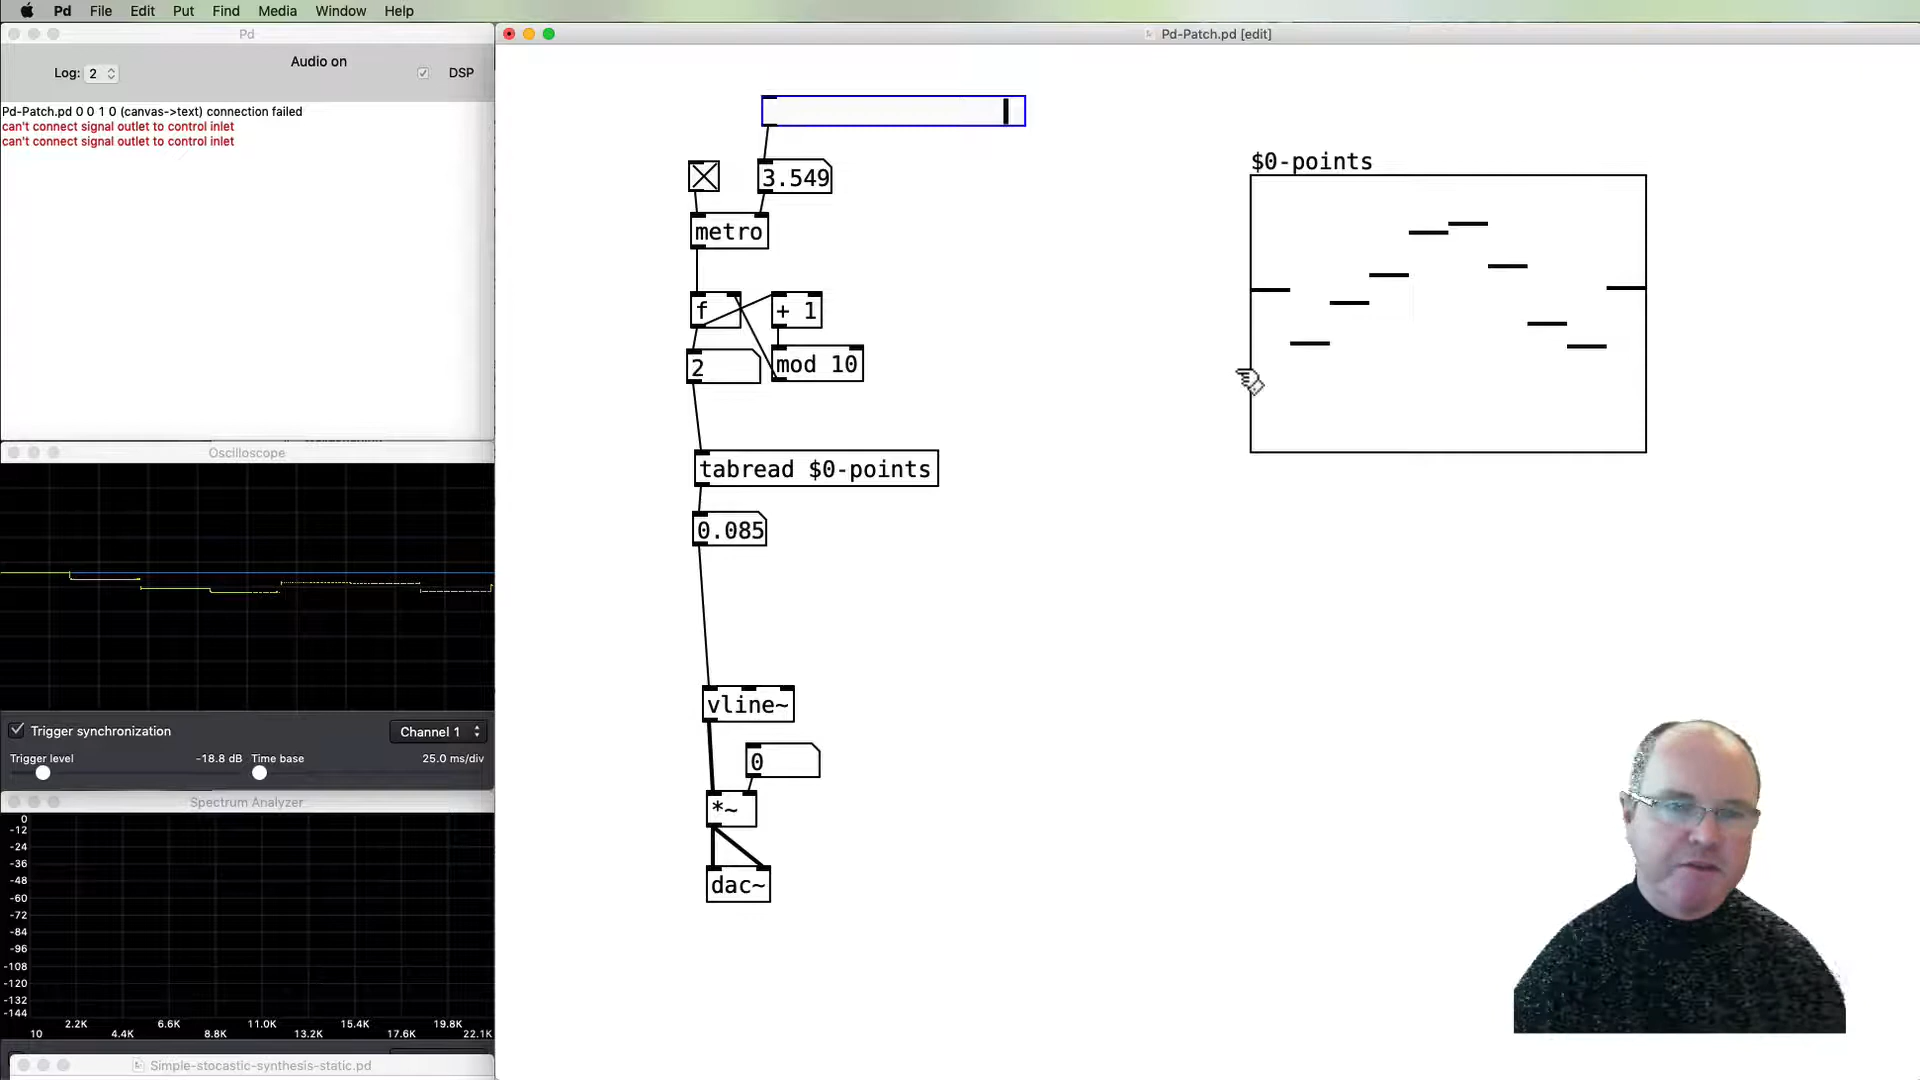 Pd File Edit Put Find Media Window Help
Pd
Log: 2
Audio on
DSP
Pd-Patch.pd 0 0 1 0 (canvas->text) connection failed
can't connect signal outlet to control inlet
can't connect signal outlet to control inlet
Oscilloscope
Trigger synchronization
Channel 1
Trigger level
-18.8 dB
Time base
25.0 ms/div
Spectrum Analyzer
0
-12
-24
-36
-48
-60
-72
-84
-96
-108
-120
-132
-144
2.2K 6.6K 11.0K 15.4K 19.8K
10 4.4K 8.8K 13.2K 17.6K 22.1K
Simple-stocastic-synthesis-static.pd
Pd-Patch.pd [edit]
3.549
metro
f
+ 1
2
mod 10
tabread $0-points
0.085
vline~
0
*~
dac~
$0-points